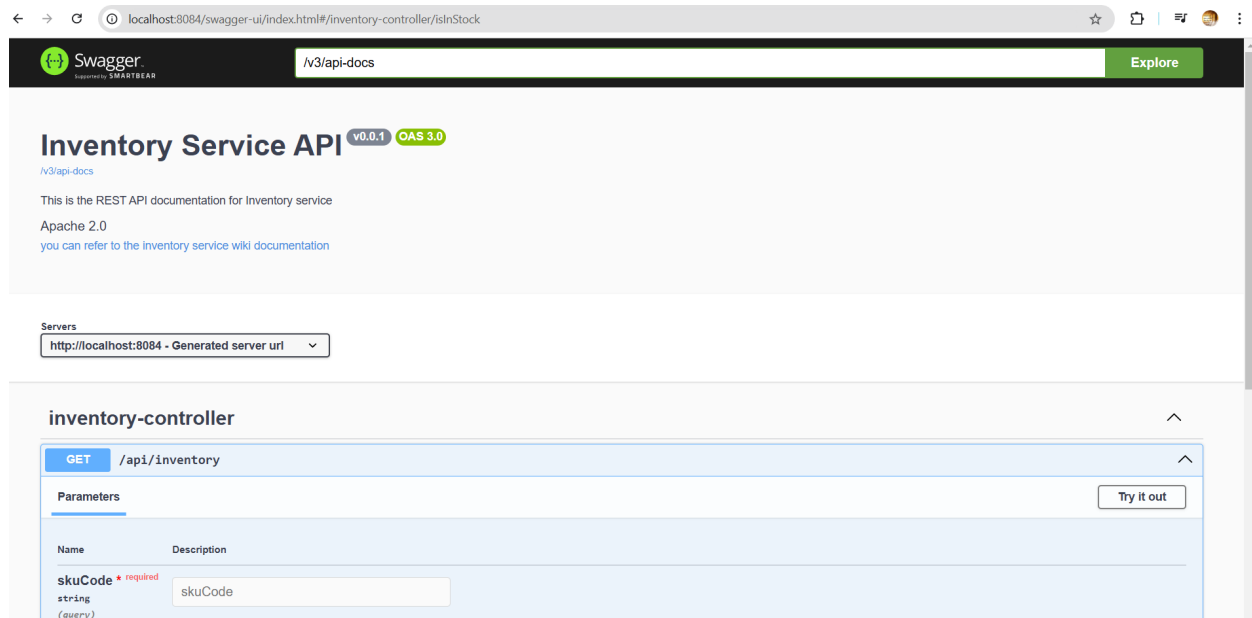 localhost:8084/swagger-ui/index.html#/inventory-controller/isInStock
Swagger.
Supported by SMARTBEAR
/v3/api-docs
Explore
Inventory Service API v0.0.1 OAS 3.0
/v3/api-docs
This is the REST API documentation for Inventory service
Apache 2.0
you can refer to the inventory service wiki documentation
Servers
http://localhost:8084 - Generated server url
inventory-controller
GET /api/inventory
Parameters
Try it out
Name Description
skuCode * required
skuCode
string
(query)